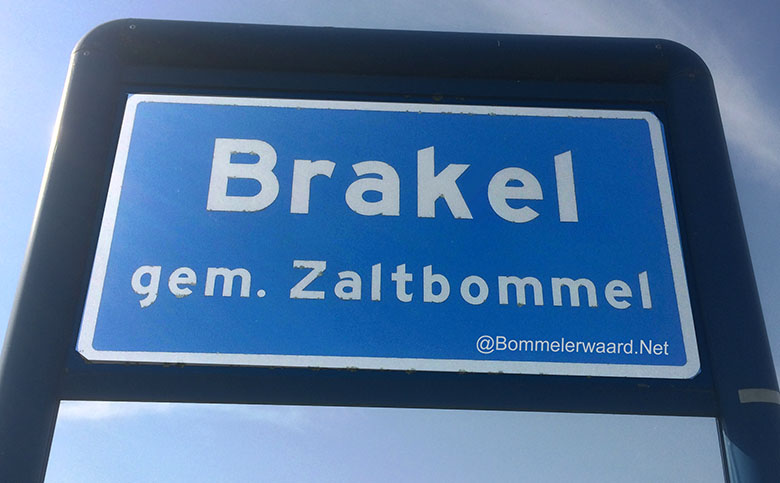 Brakel
gem. Zaltbommel
@Bommelerwaard.Net